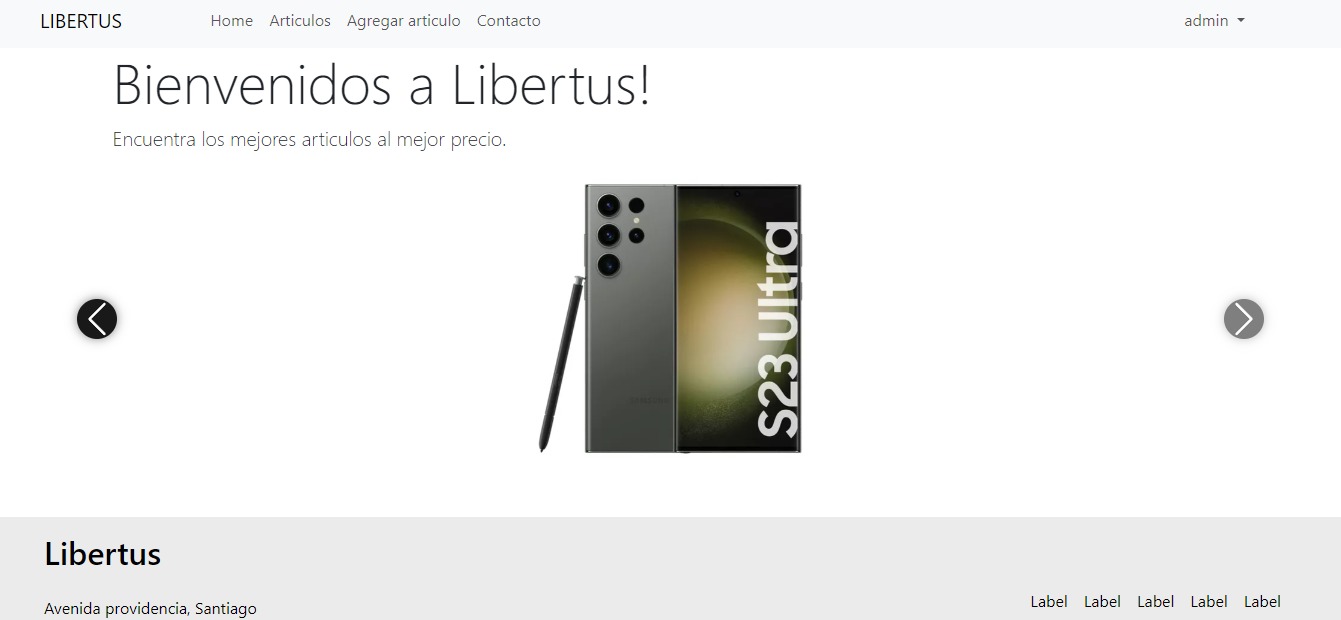 LIBERTUS Home Articulos Agregar articulo Contacto admin
Bienvenidos a Libertus!
Encuentra los mejores articulos al mejor precio.
S23 Ultra
Libertus
Avenida providencia, Santiago
Label Label Label Label Label